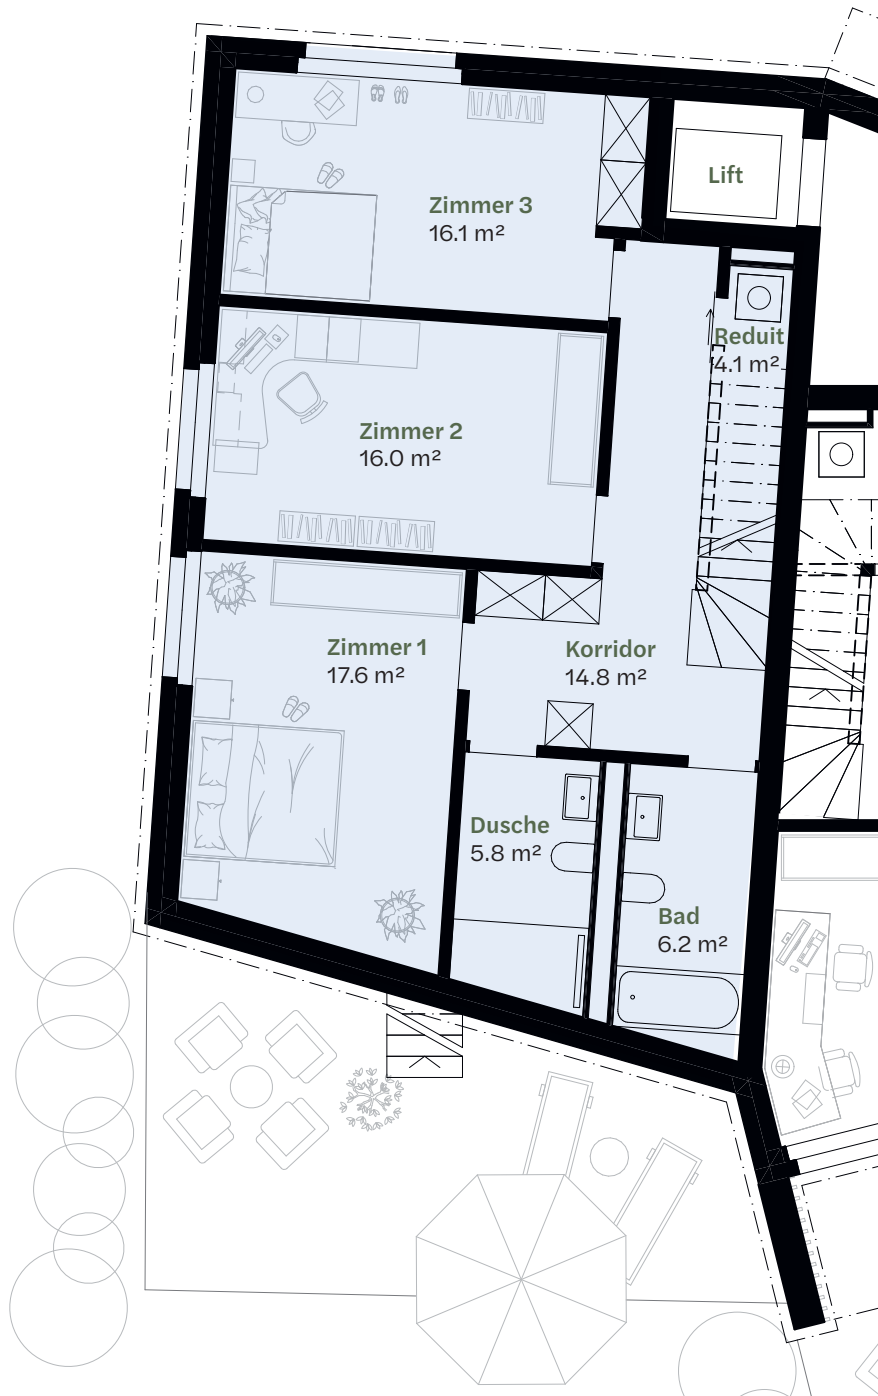 Lift
Zimmer 3
16.1 m²
Reduit
4.1 m²
Zimmer 2
16.0 m²
Zimmer 1
17.6 m²
Korridor
14.8 m²
Dusche
5.8 m²
Bad
6.2 m²